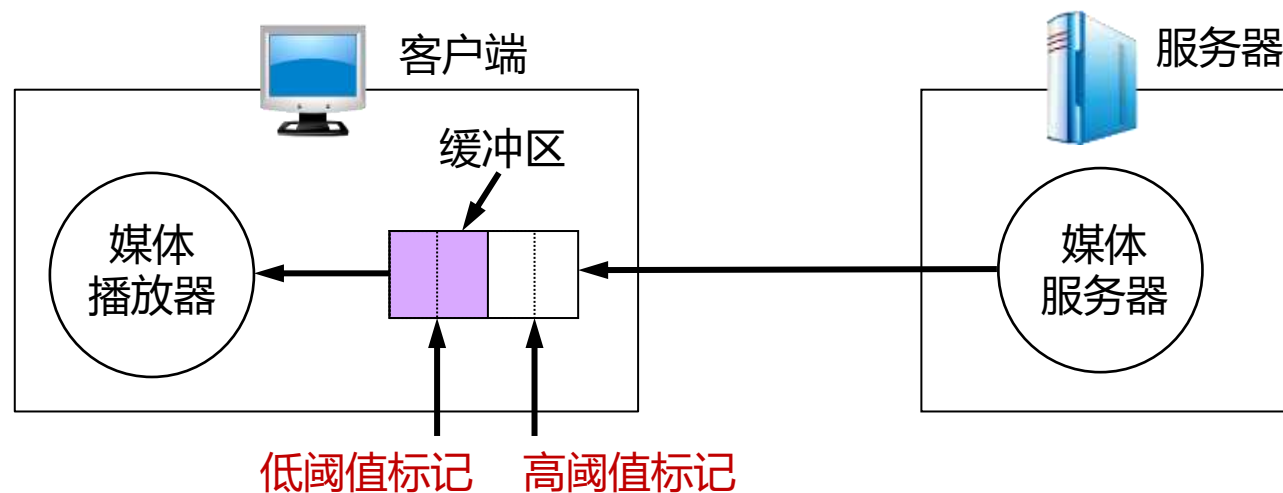 客户端
服务器
缓冲区
媒体
播放器
媒体
服务器
低阈值标记
高阈值标记